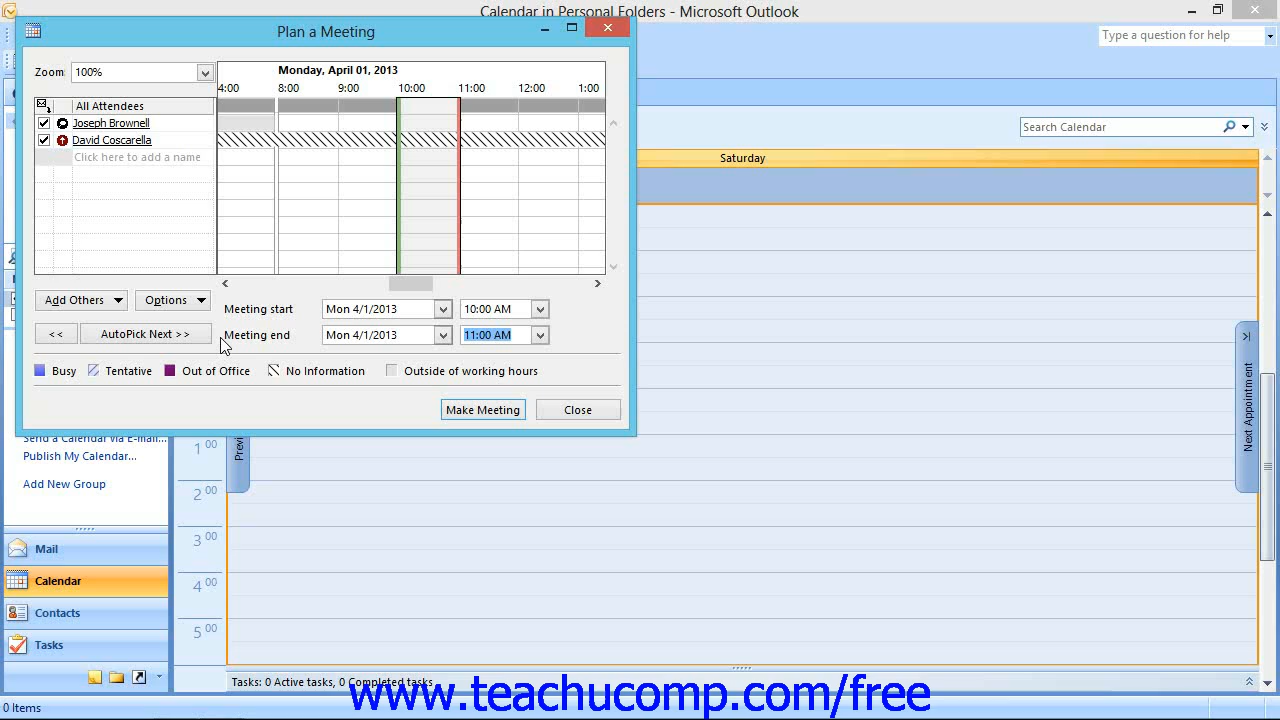 Calendar in Personal Folders - Microsoft Outlook
Type a question for help
Plan a Meeting
Zoom: 100%
Monday, April 01, 2013
4:00 8:00 9:00 10:00 11:00 12:00 1:00
All Attendees
Joseph Brownell
David Coscarella
Click here to add a name
Search Calendar
Saturday
Add Others
Options
Meeting start Mon 4/1/2013 10:00 AM
<< AutoPick Next >>
Meeting end Mon 4/1/2013 11:00 AM
Busy Tentative Out of Office No Information Outside of working hours
Make Meeting Close
Next Appointment
Previ
Send a Calendar via E-mail...
Publish My Calendar...
Add New Group
1 00
2 00
3 00
4 00
5 00
Mail
Calendar
Contacts
Tasks
Tasks: 0 Active tasks, 0 Completed tasks
www.teachucomp.com/free
0 Items